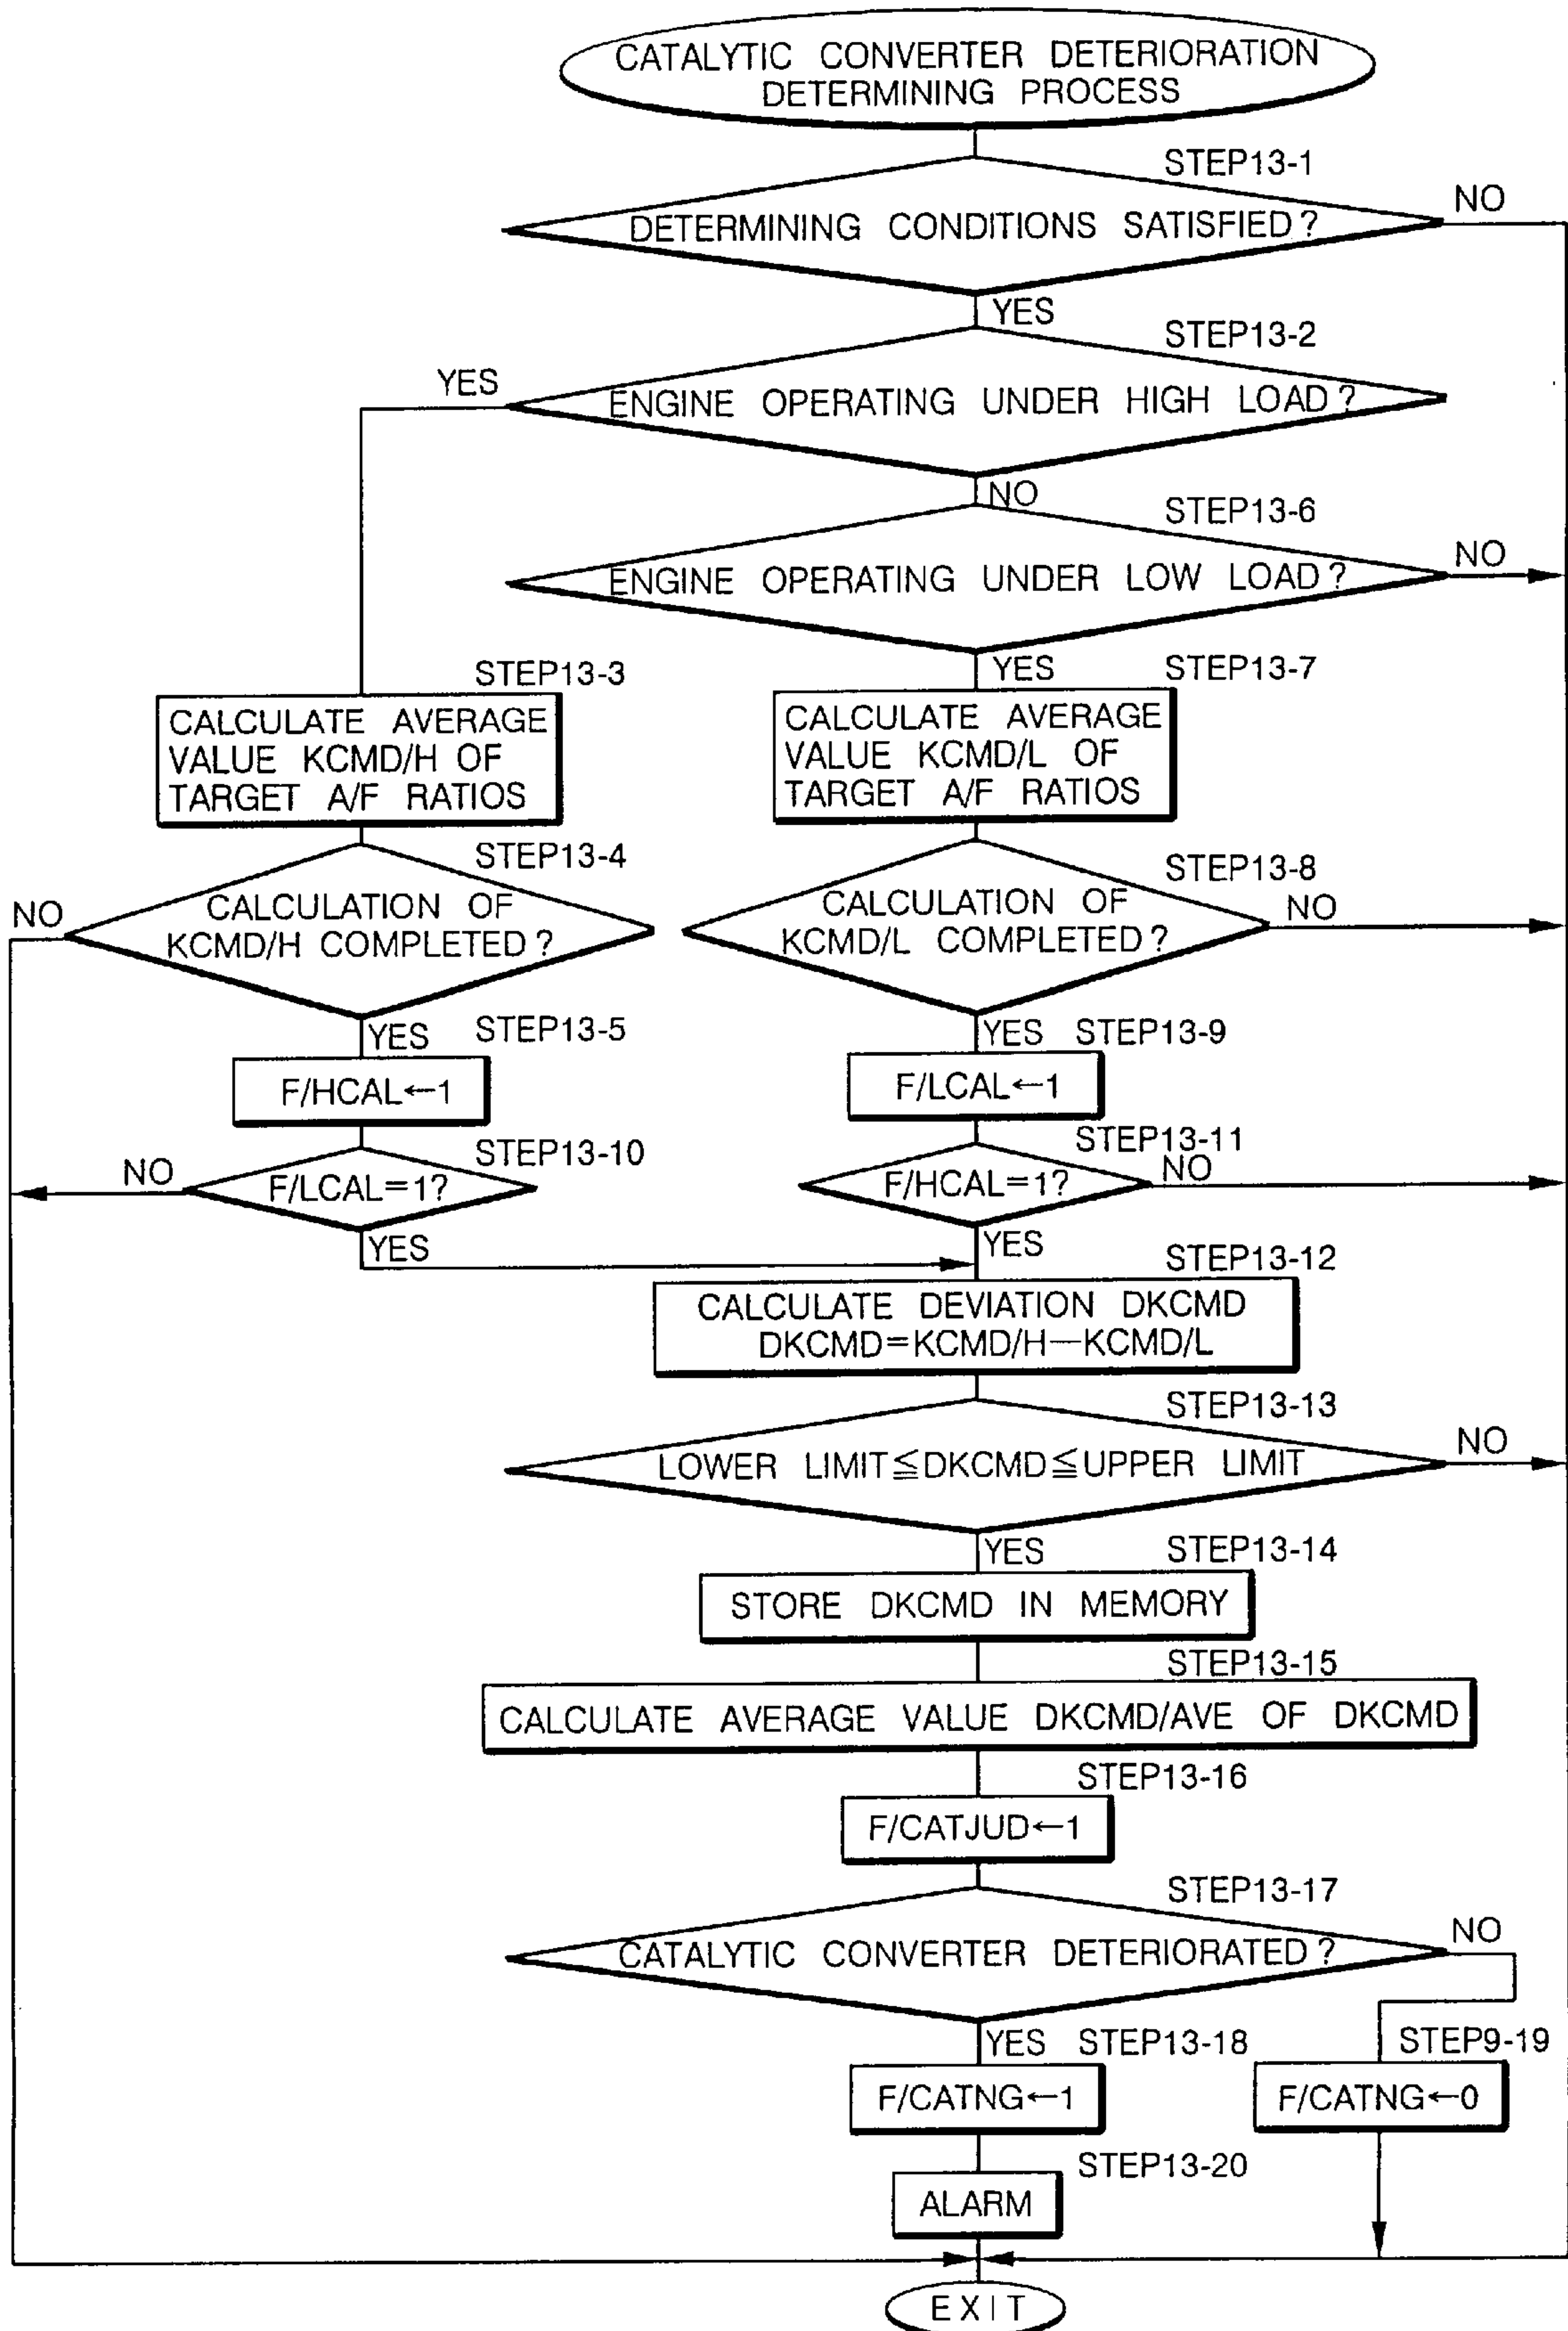 CATALYTIC CONVERTER DETERIORATION
DETERMINING PROCESS
STEP13-1
DETERMINING CONDITIONS SATISFIED?
NO
YES
STEP13-2
YES
ENGINE OPERATING UNDER HIGH LOAD?
NO
STEP13-6
ENGINE OPERATING UNDER LOW LOAD?
NO
YES
STEP13-3
STEP13-7
CALCULATE AVERAGE
VALUE KCMD/H OF
TARGET A/F RATIOS
CALCULATE AVERAGE
VALUE KCMD/L OF
TARGET A/F RATIOS
STEP13-4
NO
CALCULATION OF
KCMD/H COMPLETED?
STEP13-8
CALCULATION OF
KCMD/L COMPLETED?
NO
YES
STEP13-5
F/HCAL←1
YES
STEP13-9
F/LCAL←1
STEP13-10
NO
F/LCAL=1?
YES
STEP13-11
F/HCAL=1?
NO
YES
STEP13-12
CALCULATE DEVIATION DKCMD
DKCMD=KCMD/H—KCMD/L
STEP13-13
LOWER LIMIT≦DKCMD≦UPPER LIMIT
NO
YES
STEP13-14
STORE DKCMD IN MEMORY
STEP13-15
CALCULATE AVERAGE VALUE DKCMD/AVE OF DKCMD
STEP13-16
F/CATJUD←1
STEP13-17
CATALYTIC CONVERTER DETERIORATED?
NO
YES
STEP13-18
STEP9-19
F/CATNG←1
F/CATNG←0
STEP13-20
ALARM
EXIT